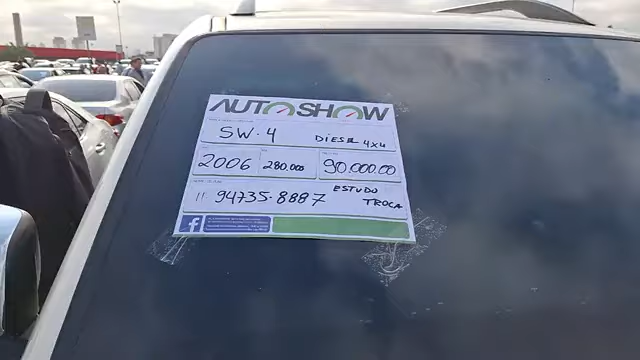 AUTOSHOW
SW.4 DIESEL 4x4
2006 280.000 90.000.00
11 94735-8887 ESTUDO TROCA
f